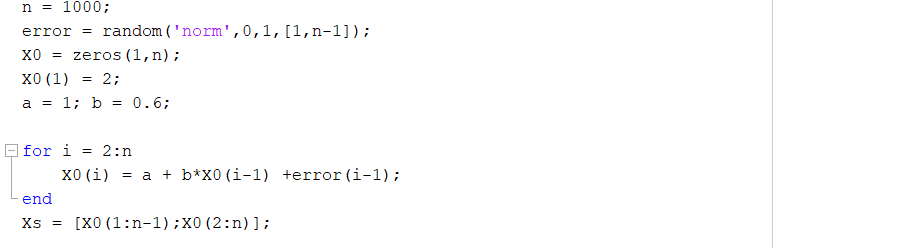 n = 1000;
error = random('norm',0,1,[1,n-1]);
X0 = zeros(1,n);
X0(1) = 2;
a = 1; b = 0.6;
for i = 2:n
X0(i) = a + b*X0(i-1) +error(i-1);
end
Xs = [X0(1:n-1);X0(2:n)];